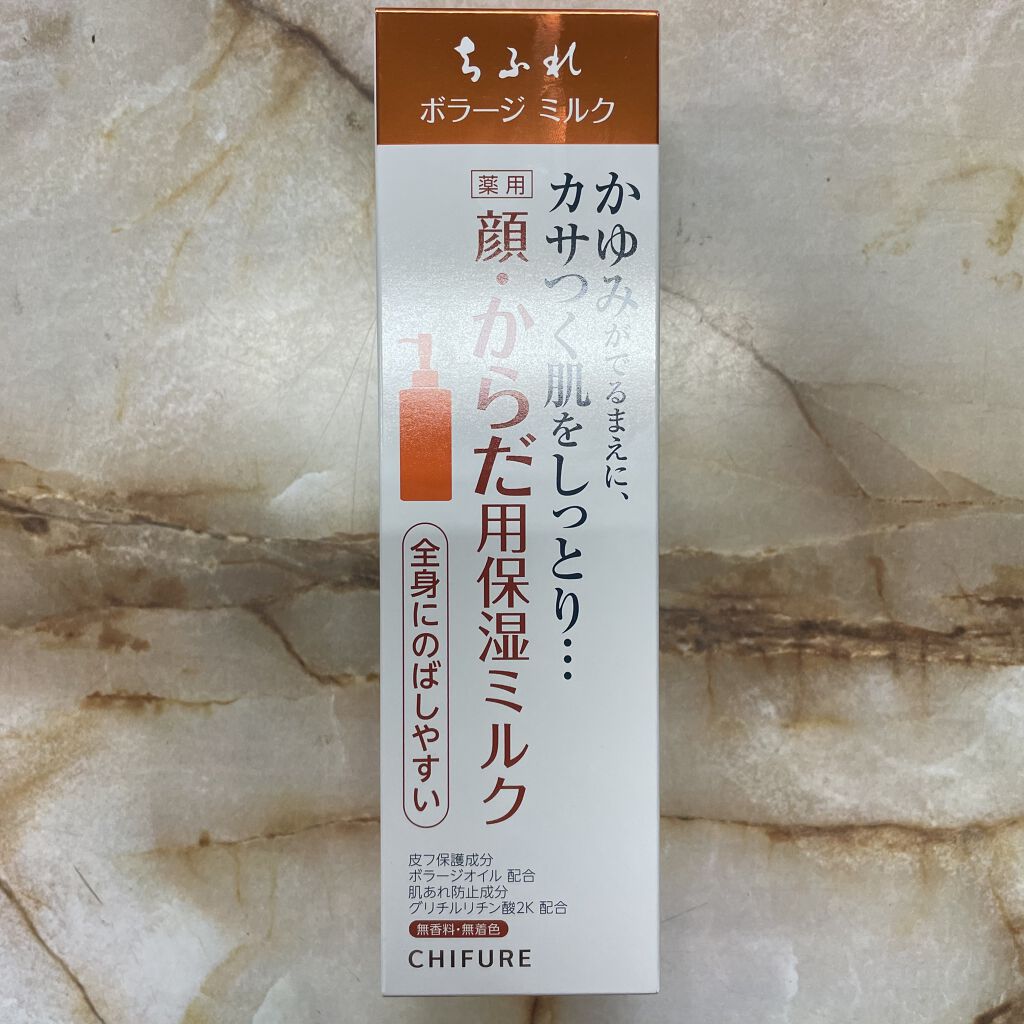 ちふれ
ボラージ ミルク
かゆみがでるまえに、
カサつく肌をしっとり…
薬用
顔・からだ用保湿ミルク
全身にのばしやすい
皮フ保護成分
ボラージオイル 配合
肌あれ防止成分
グリチルリチン酸2K 配合
無香料・無着色
CHIFURE